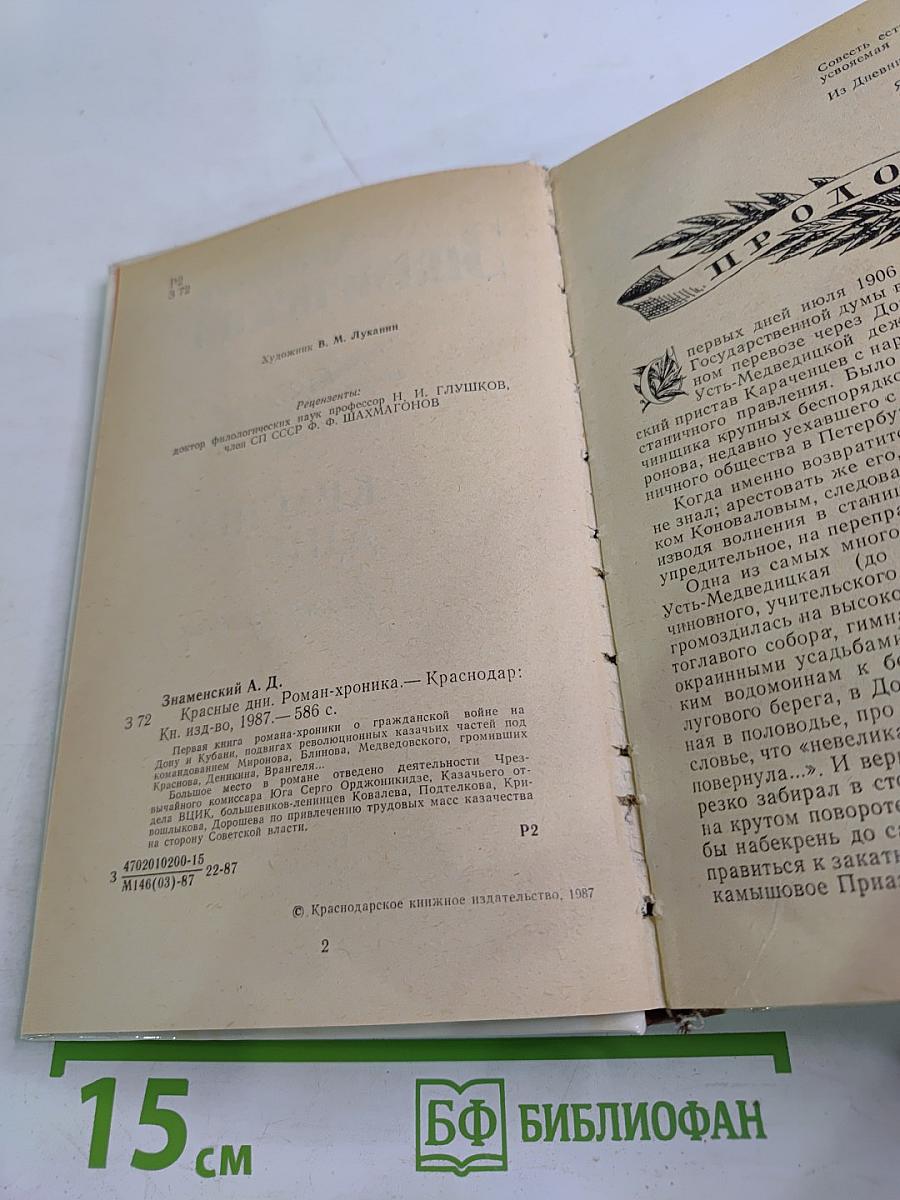 Р2
З 72
Художник В. М. Луканин
Рецензенты:
доктор филологических наук профессор Н. И. ГЛУШКОВ,
член СП СССР Ф. Ф. ШАХМАГОНОВ
Знаменский А. Д.
З 72 Красные дни. Роман-хроника.— Краснодар:
Кн. изд-во, 1987.— 586 с.
Первая книга романа-хроники о гражданской войне на
Дону и Кубани, подвигах революционных казачьих частей под
командованием Миронова, Блинова, Медведовского, громивших
Краснова, Деникина, Врангеля...
Большое место в романе отведено деятельности Чрез-
вычайного комиссара Юга Серго Орджоникидзе, Казачьего от-
дела ВЦИК, большевиков-ленинцев Ковалева, Подтелкова, Кри-
вошлыкова, Дорошева по привлечению трудовых масс казачества
на сторону Советской власти.
Р2
З 4702010200-15 22-87
М146(03)-87
© Краснодарское книжное издательство, 1987
2
Совесть ест
усвояемая
Из Дневни
ПРОЛО
С первых дней июля 1906
Государственной думы в
ном перевозе через До
Усть-Медведицкой деж
ский пристав Караченцев с нар
станичного правления. Было
чинщика крупных беспорядко
ронова, недавно уехавшего с
ничного общества в Петербу
Когда именно возвратит
не знал; арестовать же его,
ком Коноваловым, следова
изводя волнения в станиц
упредительное, на перепра
Одна из самых много
Усть-Медведицкая (до
чиновного, учительского
громоздилась на высоко
тоглавого собора, гимна
окраинными усадьбами
ким водомоинам к бе
лугового берега, в До
ная в половодье, про
словье, что «невелика
повернула...». И вер
резко забирал в сто
на крутом повороте
бы набекрень до са
правиться к закатн
камышовое Приаз
15 см
БФ БИБЛИОФАН